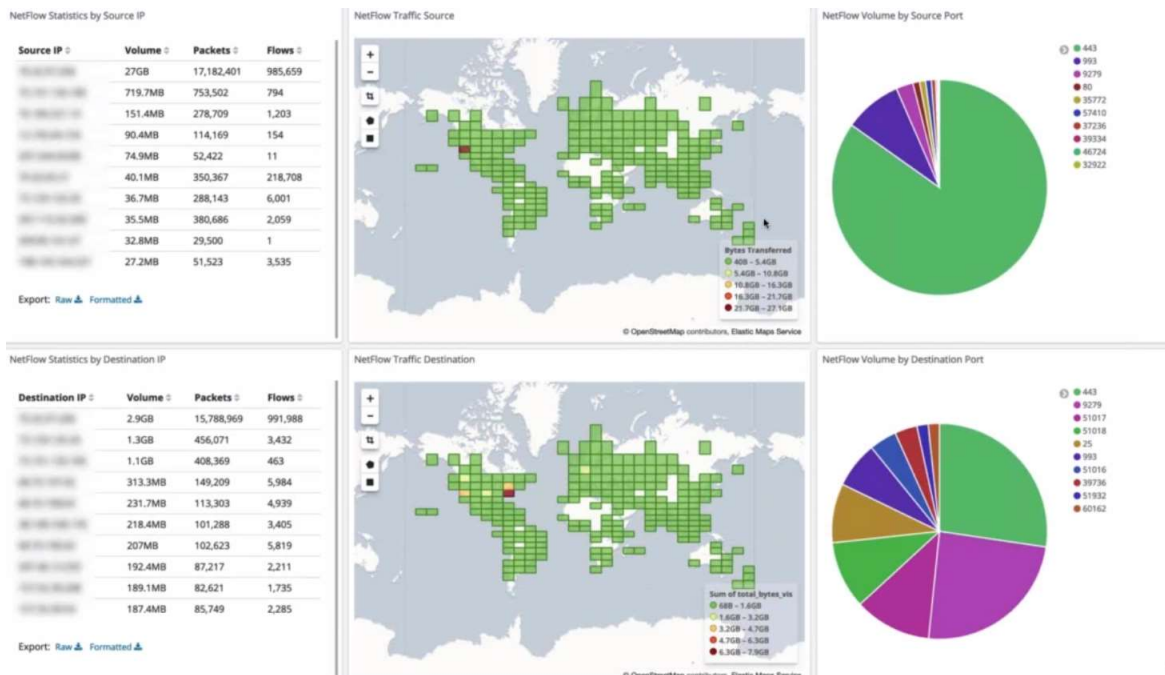 NetFlow Statistics by Source IP
Source IP Volume Packets Flows
27GB 17,182,401 985,659
719.7MB 753,502 794
151.4MB 278,709 1,203
90.4MB 114,169 154
74.9MB 52,422 11
40.1MB 350,367 218,708
36.7MB 288,143 6,001
35.5MB 380,686 2,059
32.8MB 29,500 1
27.2MB 51,523 3,535
Export: Raw Formatted
NetFlow Traffic Source
+
−
Bytes Transferred
40B – 5.4GB
5.4GB – 10.8GB
10.8GB – 16.3GB
16.3GB – 21.7GB
21.7GB – 27.1GB
© OpenStreetMap contributors, Elastic Maps Service
NetFlow Volume by Source Port
443
993
9279
80
35772
57410
37236
39334
46724
32922
NetFlow Statistics by Destination IP
Destination IP Volume Packets Flows
2.9GB 15,788,969 991,988
1.3GB 456,071 3,432
1.1GB 408,369 463
313.3MB 149,209 5,984
231.7MB 113,303 4,939
218.4MB 101,288 3,405
207MB 102,623 5,819
192.4MB 87,217 2,211
189.1MB 82,621 1,735
187.4MB 85,749 2,285
Export: Raw Formatted
NetFlow Traffic Destination
+
−
Sum of total_bytes_vis
68B – 1.6GB
1.6GB – 3.2GB
3.2GB – 4.7GB
4.7GB – 6.3GB
6.3GB – 7.9GB
© OpenStreetMap contributors, Elastic Maps Service
NetFlow Volume by Destination Port
443
9279
51017
51018
25
993
51016
39736
51932
60162